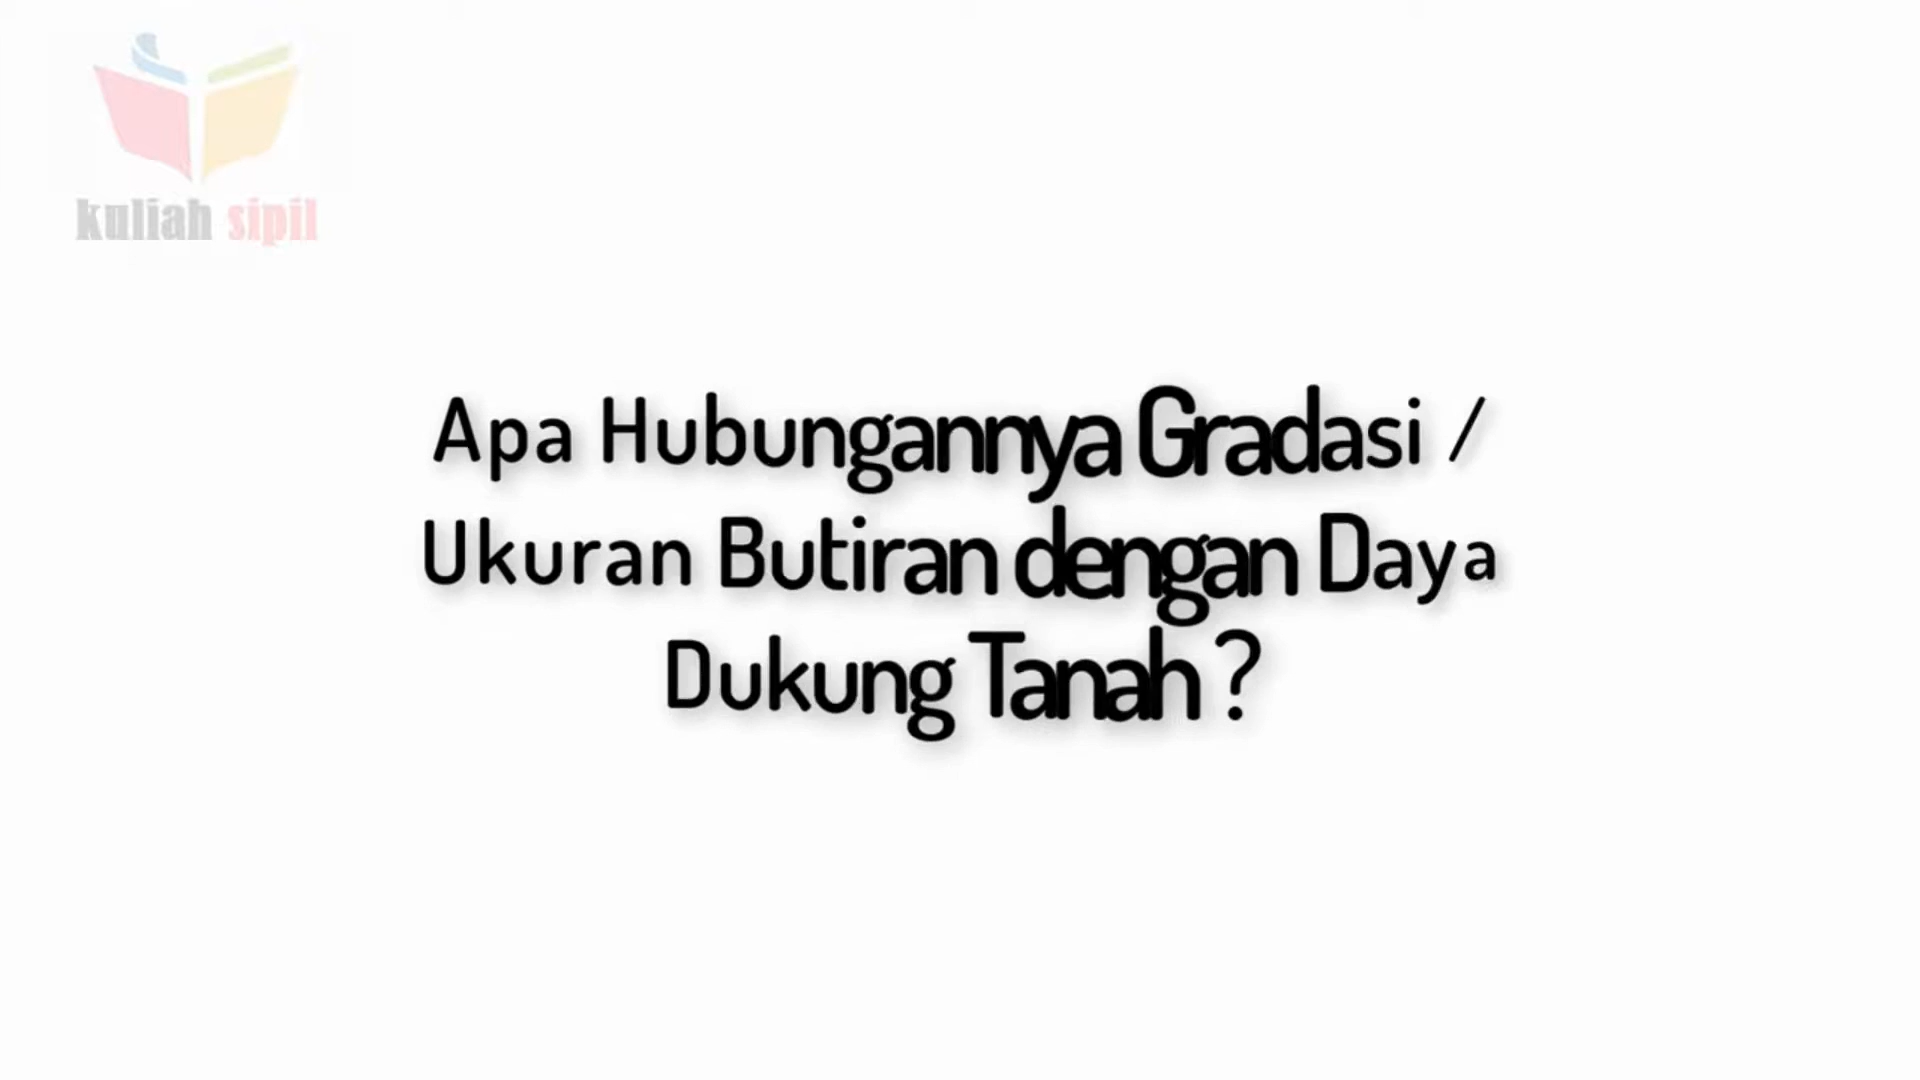 kuliah sipil
Apa Hubungannya Gradasi /
Ukuran Butiran dengan Daya
Dukung Tanah ?